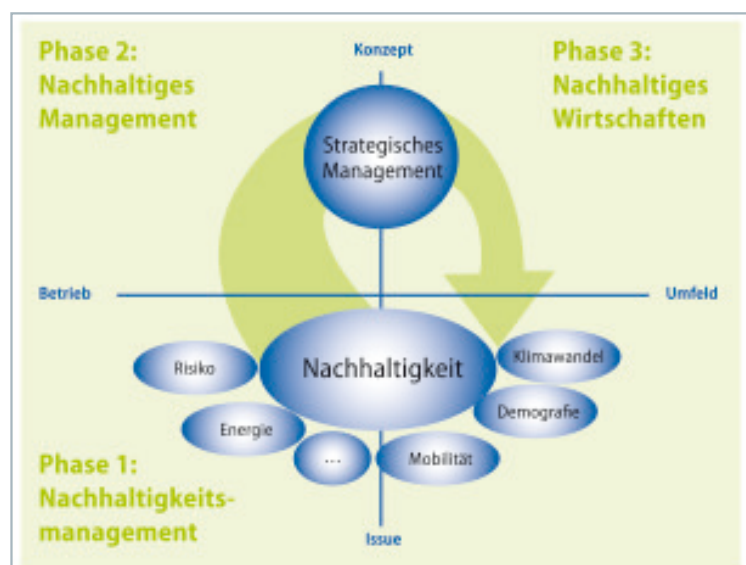 Phase 2:
Nachhaltiges
Management
Konzept
Phase 3:
Nachhaltiges
Wirtschaften
Strategisches
Management
Betrieb
Umfeld
Risiko
Nachhaltigkeit
Klimawandel
Energie
...
Mobilität
Demografie
Phase 1:
Nachhaltigkeits-
management
Issue